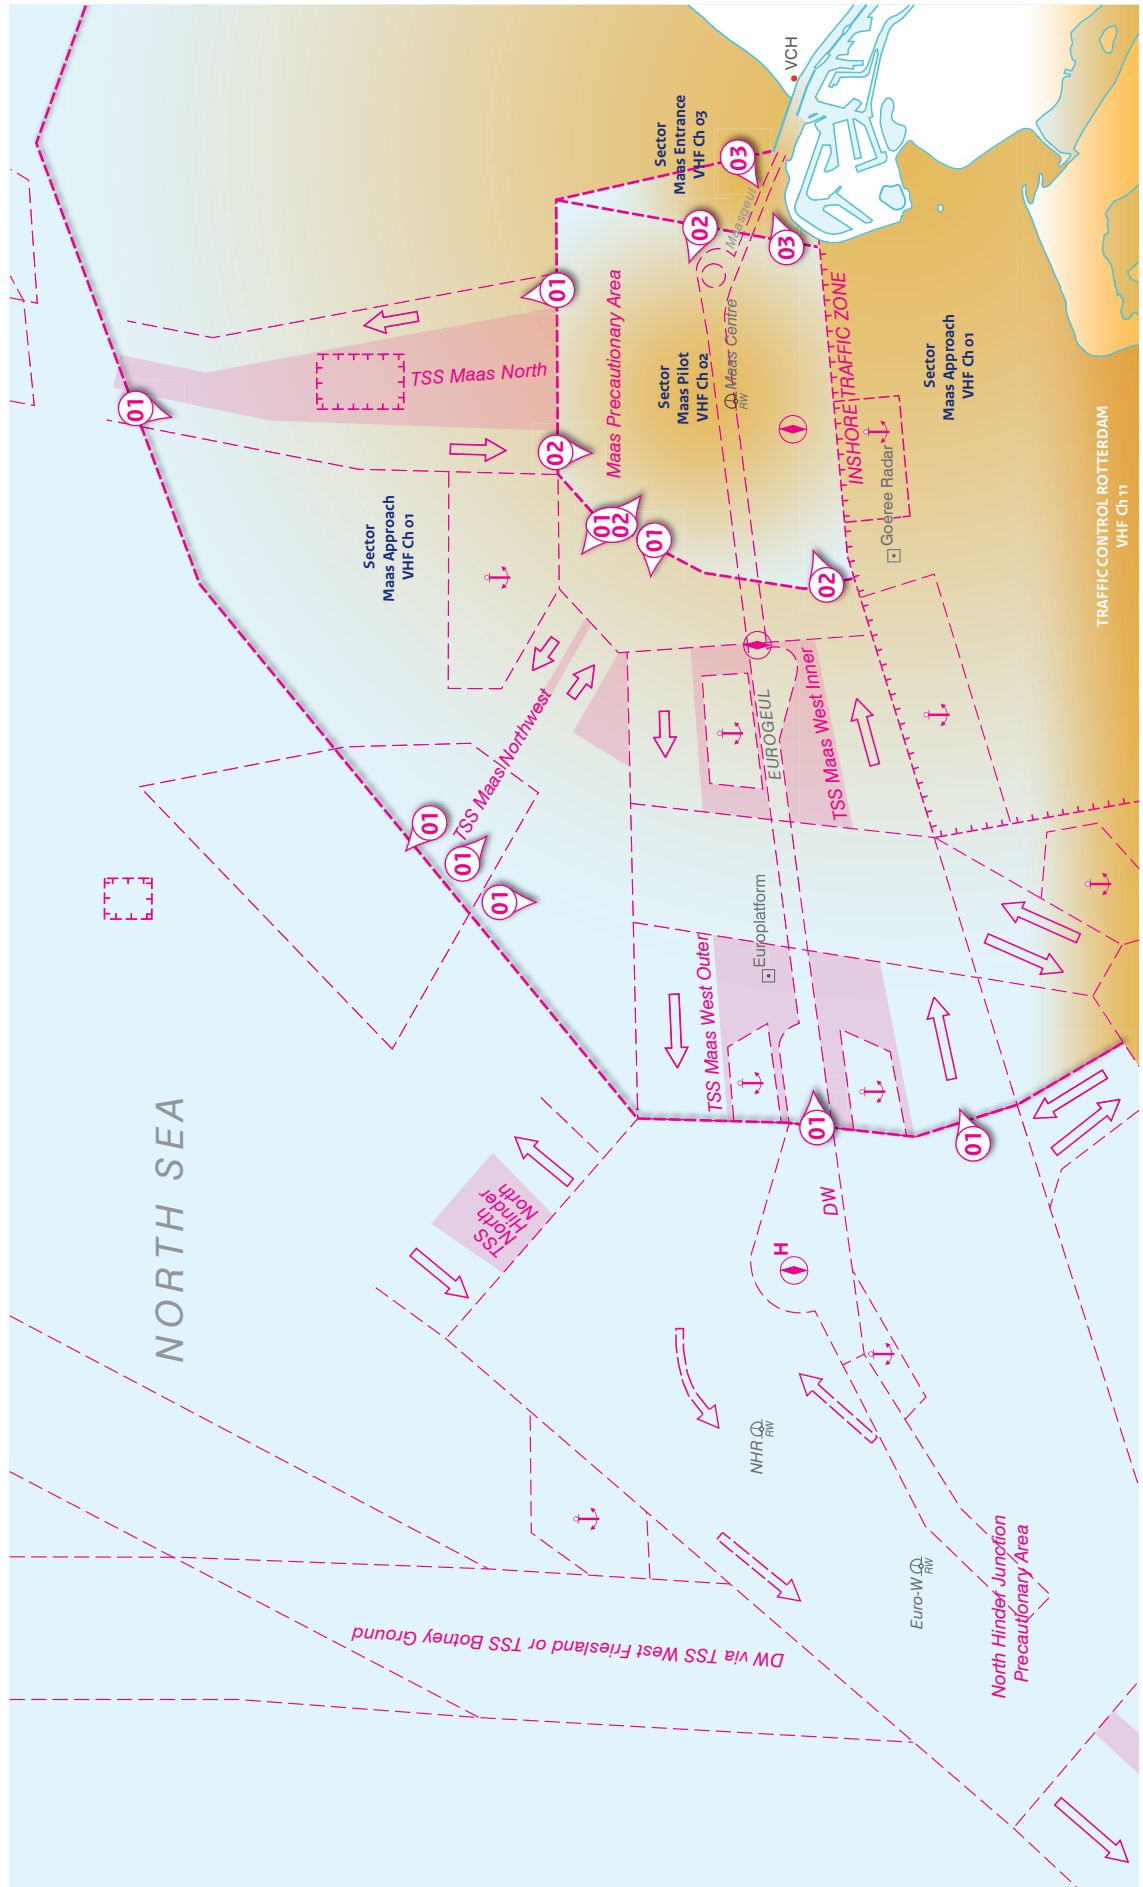 NORTH SEA
VCH
Sector
Maas Entrance
VHF Ch 03
03
02
03
Maasgeul
01
TSS Maas North
01
Maas Precautionary Area
Sector
Maas Pilot
VHF Ch 02
Maas Centre
RW
INSHORE TRAFFIC ZONE
Sector
Maas Approach
VHF Ch 01
02
Goeree Radar
TRAFFIC CONTROL ROTTERDAM
VHF Ch 11
Sector
Maas Approach
VHF Ch 01
01
02
01
02
TSS Maas Northwest
EUROGEUL
TSS Maas West Inner
01
01
01
Europlatform
TSS Maas West Outer
01
01
TSS
North
Hinder
North
DW
H
NHR
RW
Euro-W
RW
North Hinder Junction
Precautionary Area
DW via TSS West Friesland or TSS Botney Ground